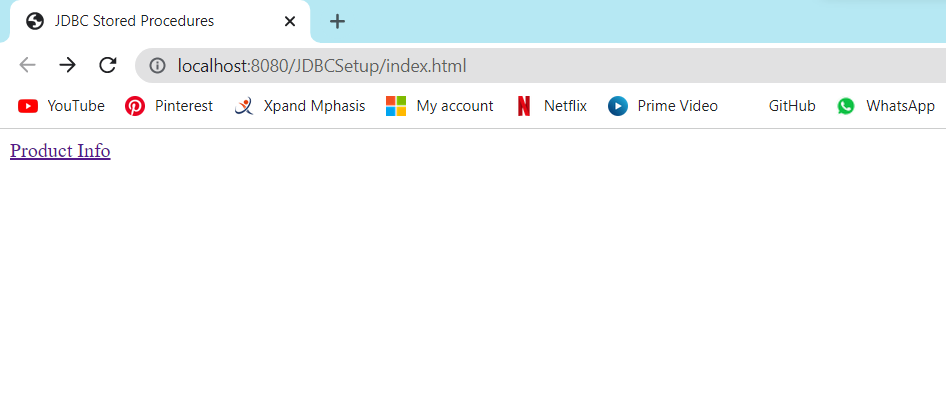 JDBC Stored Procedures
localhost:8080/JDBCSetup/index.html
YouTube Pinterest Xpand Mphasis My account Netflix Prime Video GitHub WhatsApp
Product Info